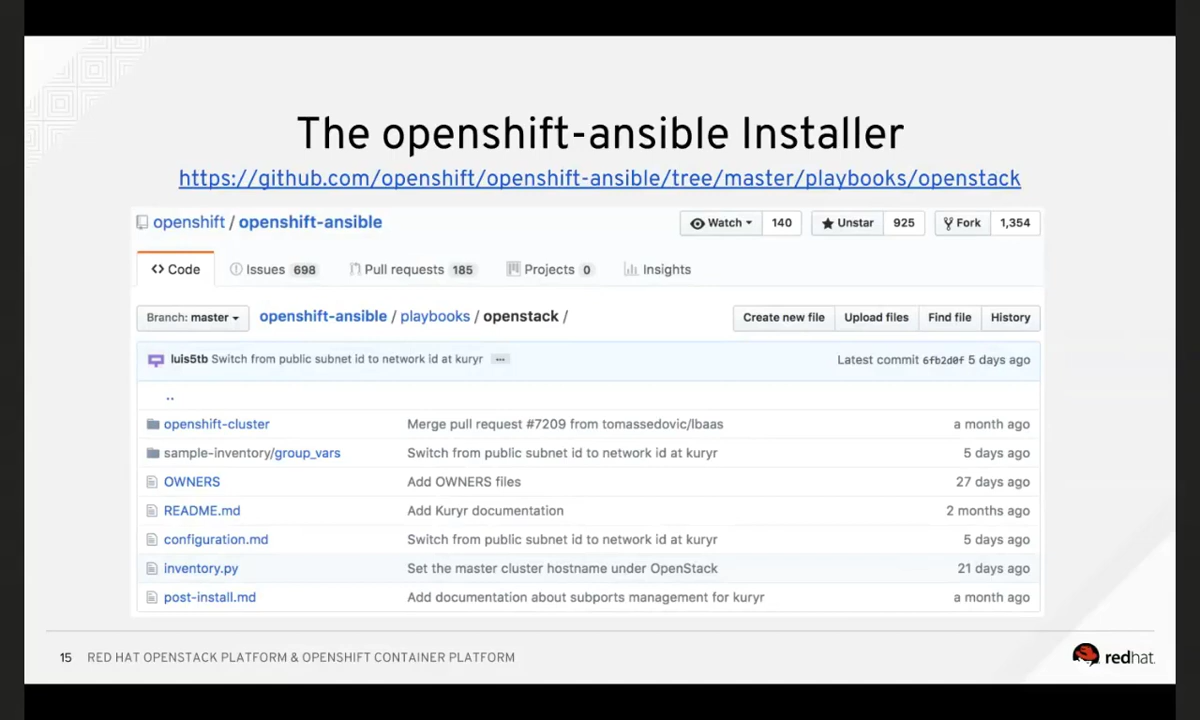 The openshift-ansible Installer
https://github.com/openshift/openshift-ansible/tree/master/playbooks/openstack
openshift / openshift-ansible
Watch 140 Unstar 925 Fork 1,354
Code Issues 698 Pull requests 185 Projects 0 Insights
Branch: master openshift-ansible / playbooks / openstack / Create new file Upload files Find file History
luis5tb Switch from public subnet id to network id at kuryr ... Latest commit 6fb2d0f 5 days ago
..
openshift-cluster Merge pull request #7209 from tomassedovic/lbaas a month ago
sample-inventory/group_vars Switch from public subnet id to network id at kuryr 5 days ago
OWNERS Add OWNERS files 27 days ago
README.md Add Kuryr documentation 2 months ago
configuration.md Switch from public subnet id to network id at kuryr 5 days ago
inventory.py Set the master cluster hostname under OpenStack 21 days ago
post-install.md Add documentation about subports management for kuryr a month ago
15 RED HAT OPENSTACK PLATFORM & OPENSHIFT CONTAINER PLATFORM redhat.